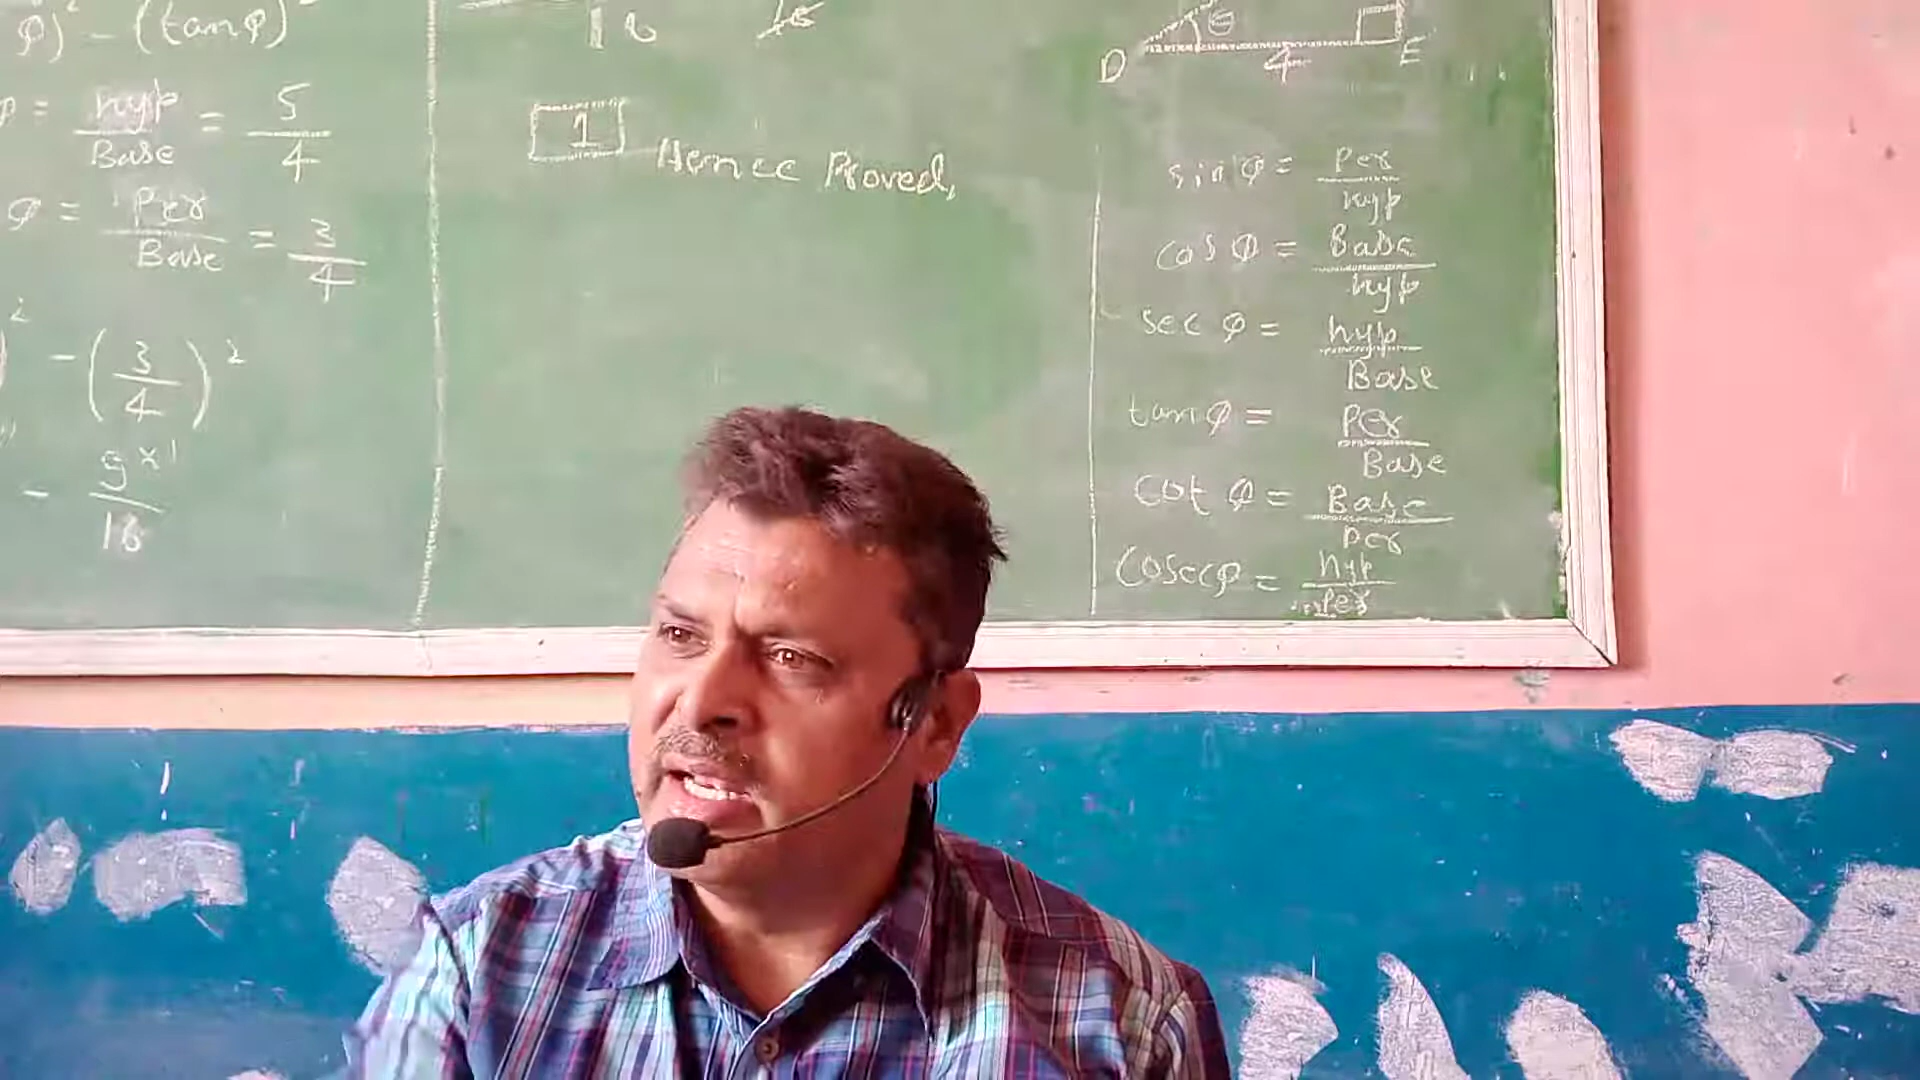 φ)² - (tanφ)²
φ = hyp/Base = 5/4
φ = Per/Base = 3/4
)² - (3/4)²
- 9×1/16
16
1 Hence Proved,
D θ 4 E
sin φ = Per/hyp
cos φ = Base/hyp
sec φ = hyp/Base
tan φ = Per/Base
cot φ = Base/Per
cosec φ = hyp/Per